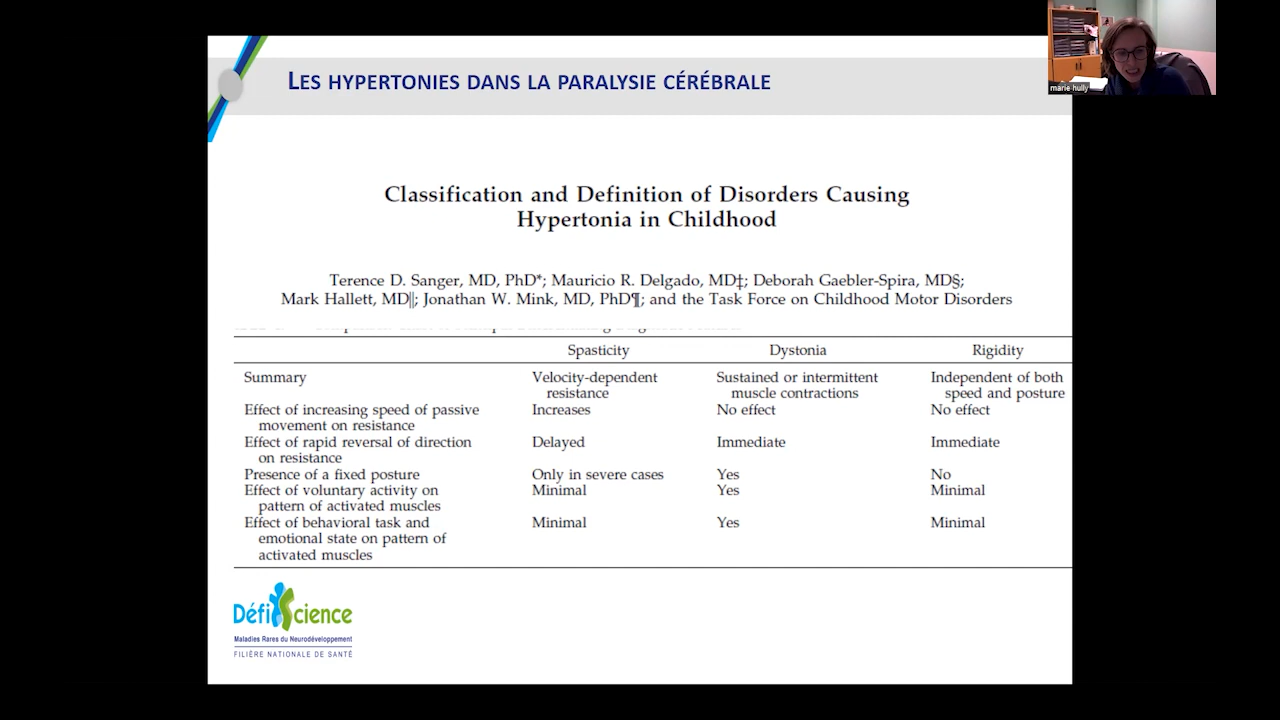 LES HYPERTONIES DANS LA PARALYSIE CÉRÉBRALE
marie hully
Classification and Definition of Disorders Causing
Hypertonia in Childhood
Terence D. Sanger, MD, PhD*; Mauricio R. Delgado, MD‡; Deborah Gaebler-Spira, MD§;
Mark Hallett, MD||; Jonathan W. Mink, MD, PhD¶; and the Task Force on Childhood Motor Disorders
Spasticity Dystonia Rigidity
Summary Velocity-dependent Sustained or intermittent Independent of both
resistance muscle contractions speed and posture
Effect of increasing speed of passive Increases No effect No effect
movement on resistance
Effect of rapid reversal of direction Delayed Immediate Immediate
on resistance
Presence of a fixed posture Only in severe cases Yes No
Effect of voluntary activity on Minimal Yes Minimal
pattern of activated muscles
Effect of behavioral task and Minimal Yes Minimal
emotional state on pattern of
activated muscles
DéfiScience
Maladies Rares du Neurodéveloppement
FILIÈRE NATIONALE DE SANTÉ